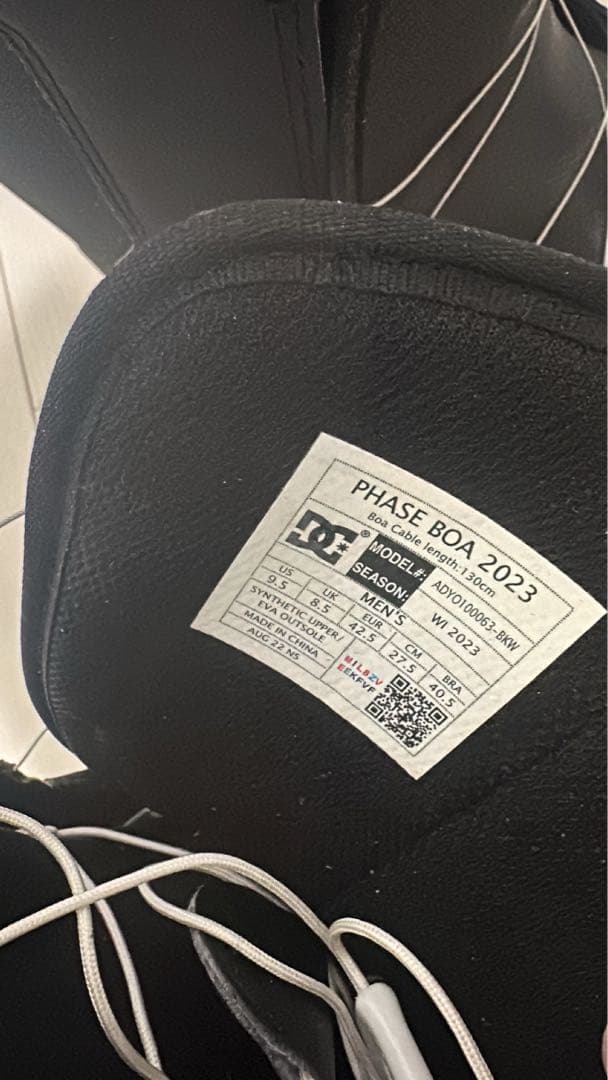 PHASE BOA 2023
Boa Cable length:130cm
DC® MODEL#: ADYO100063-BKW
SEASON: WI 2023
MEN'S
US UK EUR CM BRA
9.5 8.5 42.5 27.5 40.5
SYNTHETIC UPPER/
EVA OUTSOLE
MADE IN CHINA
AUG 22 NS
MIL8ZV
EEKFVF